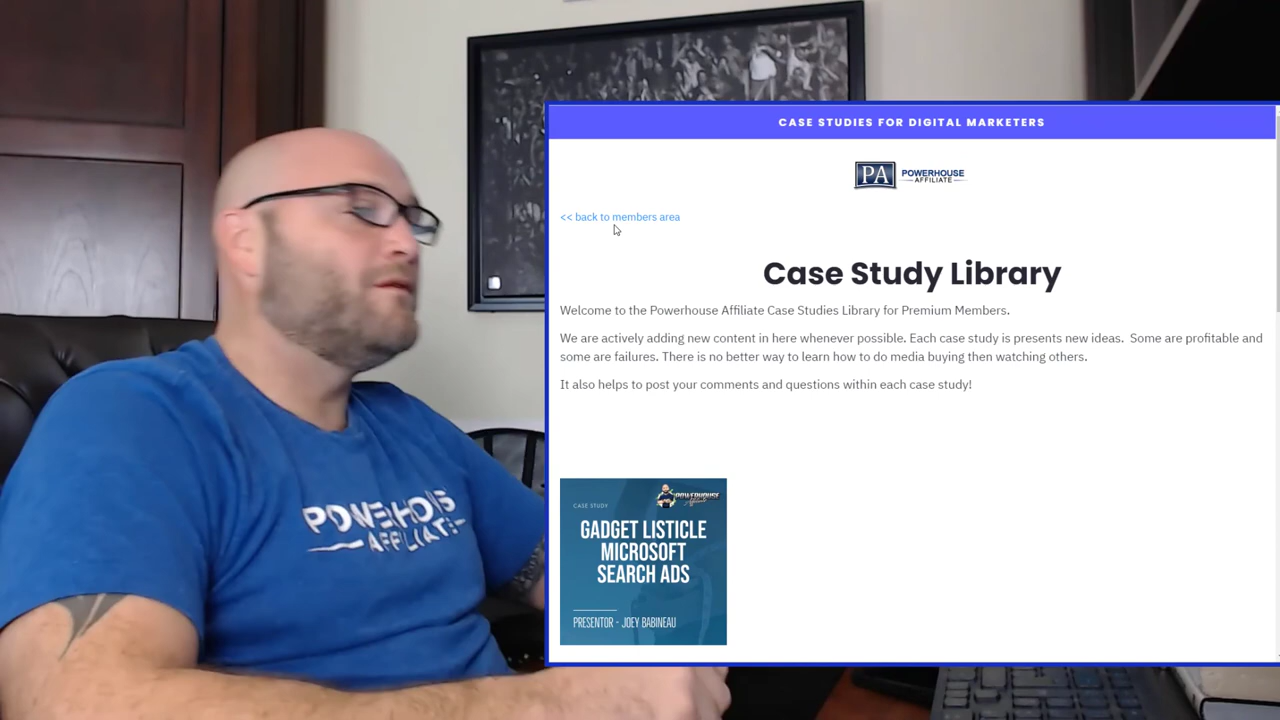 CASE STUDIES FOR DIGITAL MARKETERS
PA POWERHOUSE
AFFILIATE
<< back to members area
Case Study Library
Welcome to the Powerhouse Affiliate Case Studies Library for Premium Members.
We are actively adding new content in here whenever possible. Each case study is presents new ideas.  Some are profitable and
some are failures. There is no better way to learn how to do media buying then watching others.
It also helps to post your comments and questions within each case study!
CASE STUDY
POWERHOUSE
Affiliate
GADGET LISTICLE
MICROSOFT
SEARCH ADS
PRESENTOR - JOEY BABINEAU
POWERHOUS
AFFILIATE